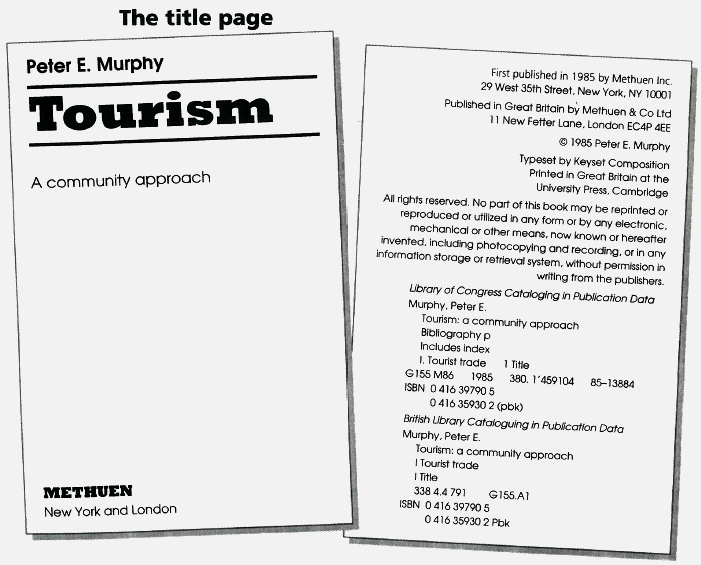 The title page
Peter E. Murphy
Tourism
A community approach
METHUEN
New York and London
First published in 1985 by Methuen Inc.
29 West 35th Street, New York, NY 10001
Published in Great Britain by Methuen & Co Ltd
11 New Fetter Lane, London EC4P 4EE
© 1985 Peter E. Murphy
Typeset by Keyset Composition
Printed in Great Britain at the
University Press, Cambridge
All rights reserved. No part of this book may be reprinted or
reproduced or utilized in any form or by any electronic,
mechanical or other means, now known or hereafter
invented, including photocopying and recording, or in any
information storage or retrieval system, without permission in
writing from the publishers.
Library of Congress Cataloging in Publication Data
Murphy, Peter E.
Tourism: a community approach
Bibliography p
Includes index
I. Tourist trade 1 Title
G155 M86 1985 380. 1'459104 85-13884
ISBN 0 416 39790 5
0 416 35930 2 (pbk)
British Library Cataloguing in Publication Data
Murphy, Peter E.
Tourism: a community approach
I Tourist trade
I Title
338 4.4 791 G155.A1
ISBN 0 416 39790 5
0 416 35930 2 Pbk